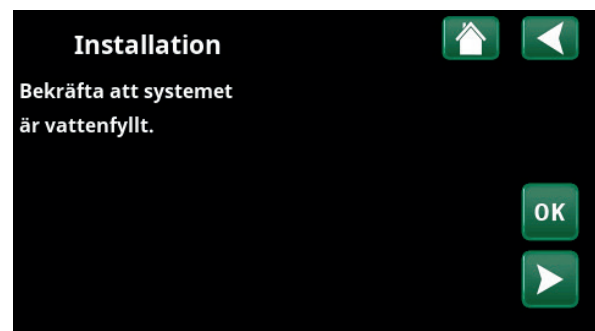 Installation
Bekräfta att systemet
är vattenfyllt.
OK